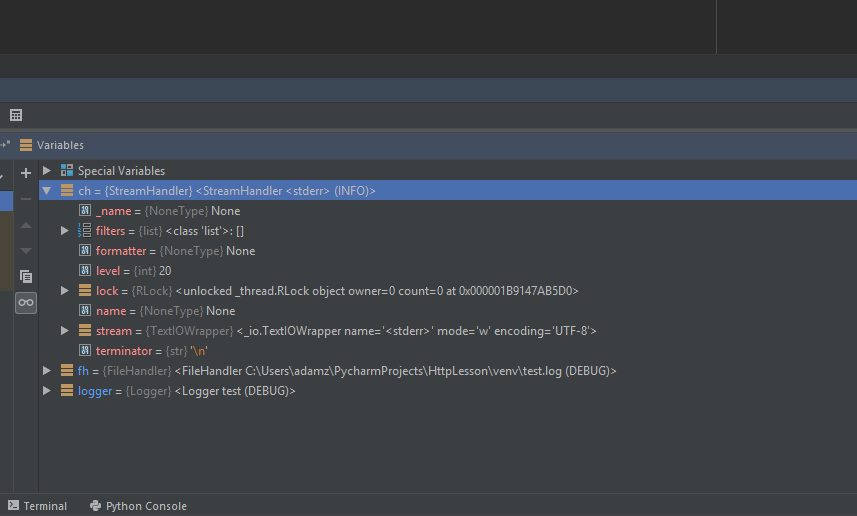 Variables
Special Variables
ch = {StreamHandler} <StreamHandler <stderr> (INFO)>
_name = {NoneType} None
filters = {list} <class 'list'>: []
formatter = {NoneType} None
level = {int} 20
lock = {RLock} <unlocked _thread.RLock object owner=0 count=0 at 0x000001B9147AB5D0>
name = {NoneType} None
stream = {TextIOWrapper} <_io.TextIOWrapper name='<stderr>' mode='w' encoding='UTF-8'>
terminator = {str} '\n'
fh = {FileHandler} <FileHandler C:\Users\adamz\PycharmProjects\HttpLesson\venv\test.log (DEBUG)>
logger = {Logger} <Logger test (DEBUG)>
Terminal Python Console